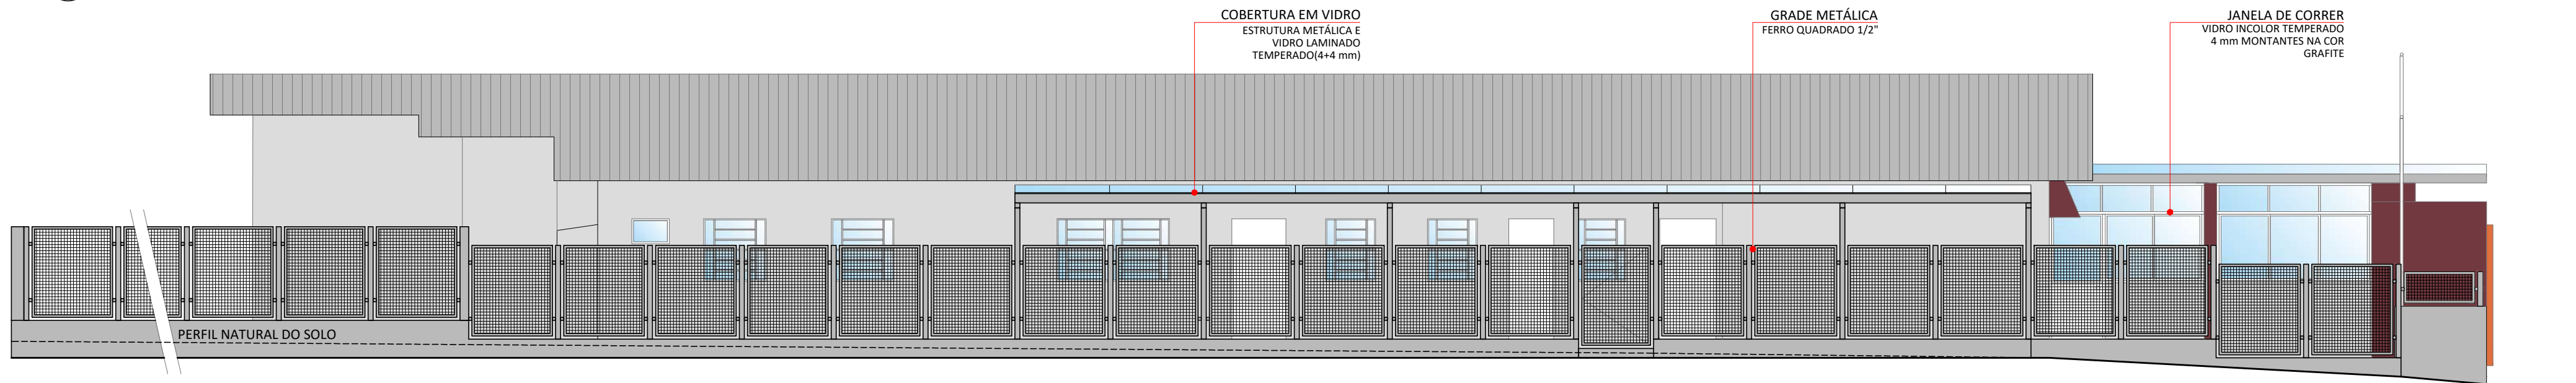 COBERTURA EM VIDRO
ESTRUTURA METÁLICA E
VIDRO LAMINADO
TEMPERADO(4+4 mm)
GRADE METÁLICA
FERRO QUADRADO 1/2"
JANELA DE CORRER
VIDRO INCOLOR TEMPERADO
4 mm MONTANTES NA COR
GRAFITE
PERFIL NATURAL DO SOLO